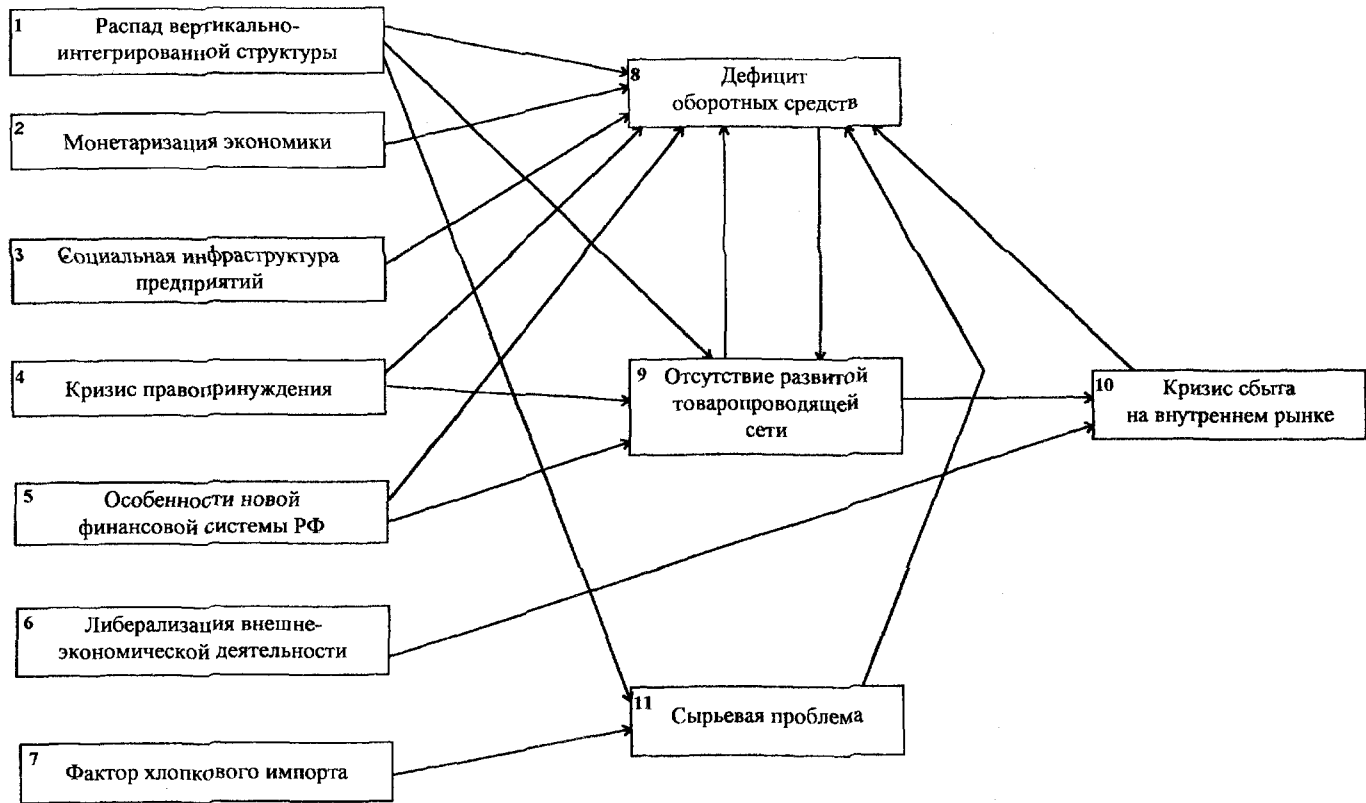 1 Распад вертикально-
интегрированной структуры
2 Монетаризация экономики
3 Социальная инфраструктура
предприятий
4 Кризис правопринуждения
5 Особенности новой
финансовой системы РФ
6 Либерализация внешне-
экономической деятельности
7 Фактор хлопкового импорта
8 Дефицит
оборотных средств
9 Отсутствие развитой
товаропроводящей
сети
10 Кризис сбыта
на внутреннем рынке
11 Сырьевая проблема